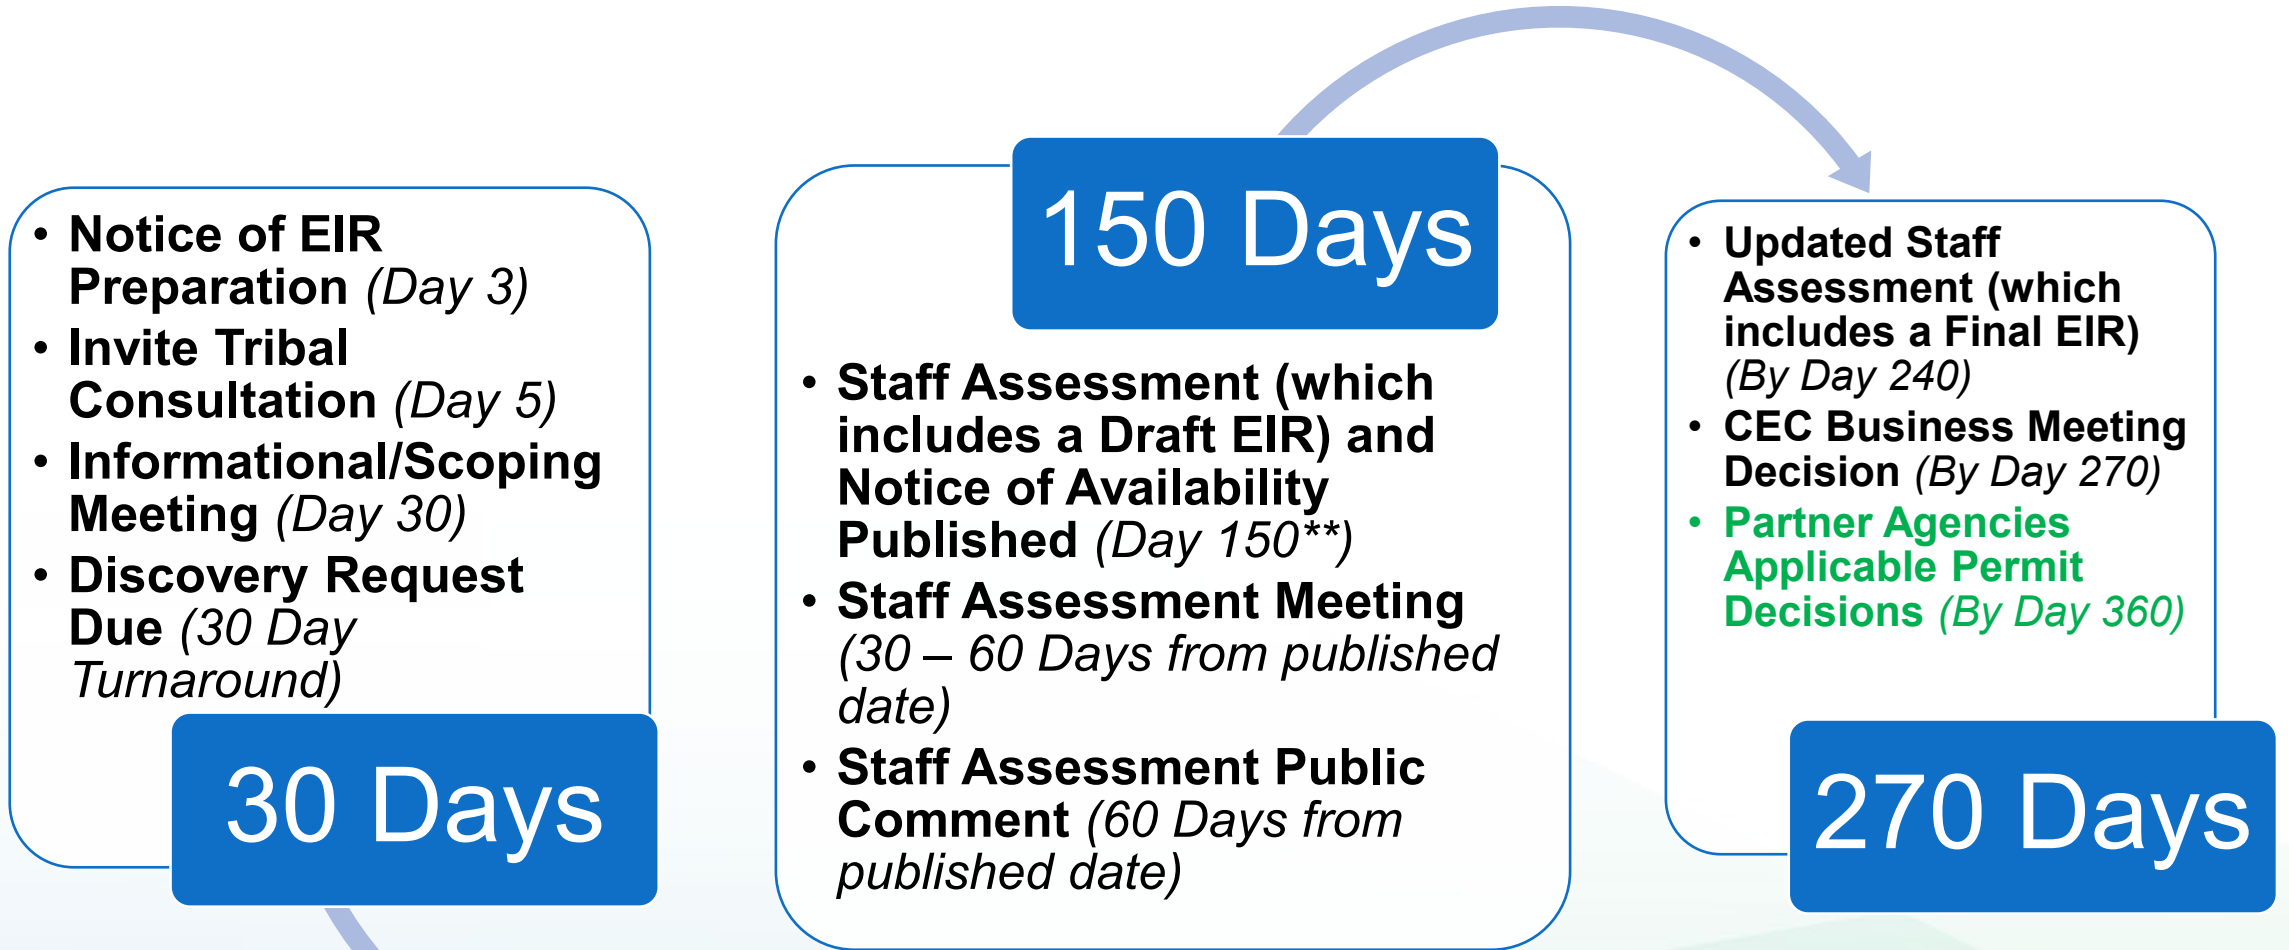 • Notice of EIR
Preparation (Day 3)
• Invite Tribal
Consultation (Day 5)
• Informational/Scoping
Meeting (Day 30)
• Discovery Request
Due (30 Day
Turnaround)
30 Days
150 Days
• Staff Assessment (which
includes a Draft EIR) and
Notice of Availability
Published (Day 150**)
• Staff Assessment Meeting
(30 – 60 Days from published
date)
• Staff Assessment Public
Comment (60 Days from
published date)
• Updated Staff
Assessment (which
includes a Final EIR)
(By Day 240)
• CEC Business Meeting
Decision (By Day 270)
• Partner Agencies
Applicable Permit
Decisions (By Day 360)
270 Days